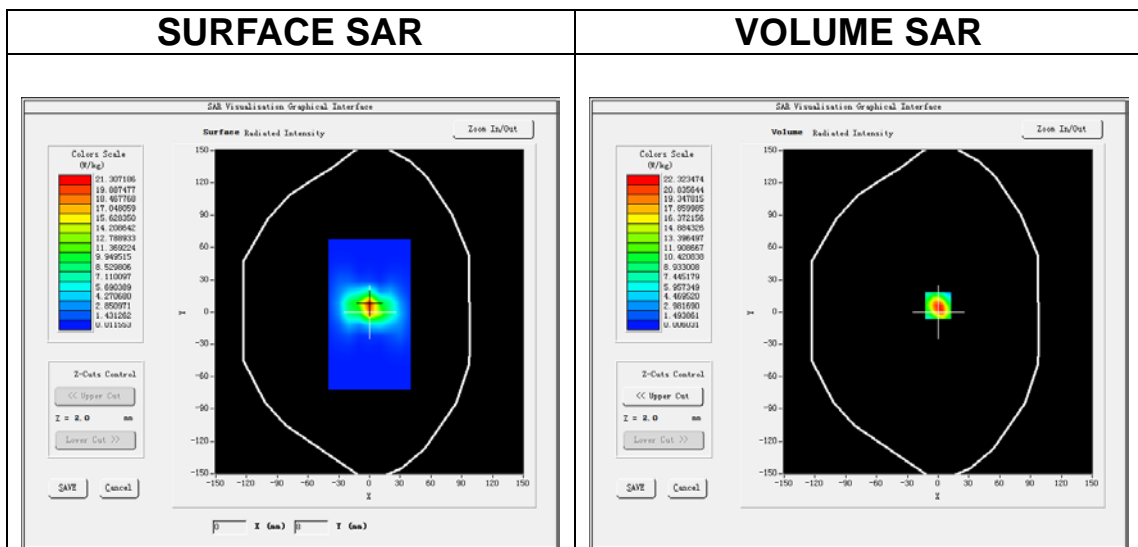 SURFACE SAR
SAR Visualisation Graphical Interface
Surface Radiated Intensity
Zoom In/Out
Colors Scale
(W/kg)
21.307186
19.887477
18.467768
17.048059
15.628350
14.208642
12.788933
11.369224
9.949515
8.529806
7.110097
5.690389
4.270680
2.850971
1.431262
0.011553
Z-Cuts Control
<< Upper Cut
Z = 2.0 mm
Lower Cut >>
SAVE Cancel
150
120
90
60
30
0
-30
-60
-90
-120
-150
Y
-150 -120 -90 -60 -30 0 30 60 90 120 150
X
0 X (mm) 8 Y (mm)
VOLUME SAR
SAR Visualisation Graphical Interface
Volume Radiated Intensity
Zoom In/Out
Colors Scale
(W/kg)
22.323474
20.835644
19.347815
17.859985
16.372156
14.884326
13.396497
11.908667
10.420838
8.933008
7.445179
5.957349
4.469520
2.981690
1.493861
0.006031
Z-Cuts Control
<< Upper Cut
Z = 2.0 mm
Lower Cut >>
SAVE Cancel
150
120
90
60
30
0
-30
-60
-90
-120
-150
Y
-150 -120 -90 -60 -30 0 30 60 90 120 150
X